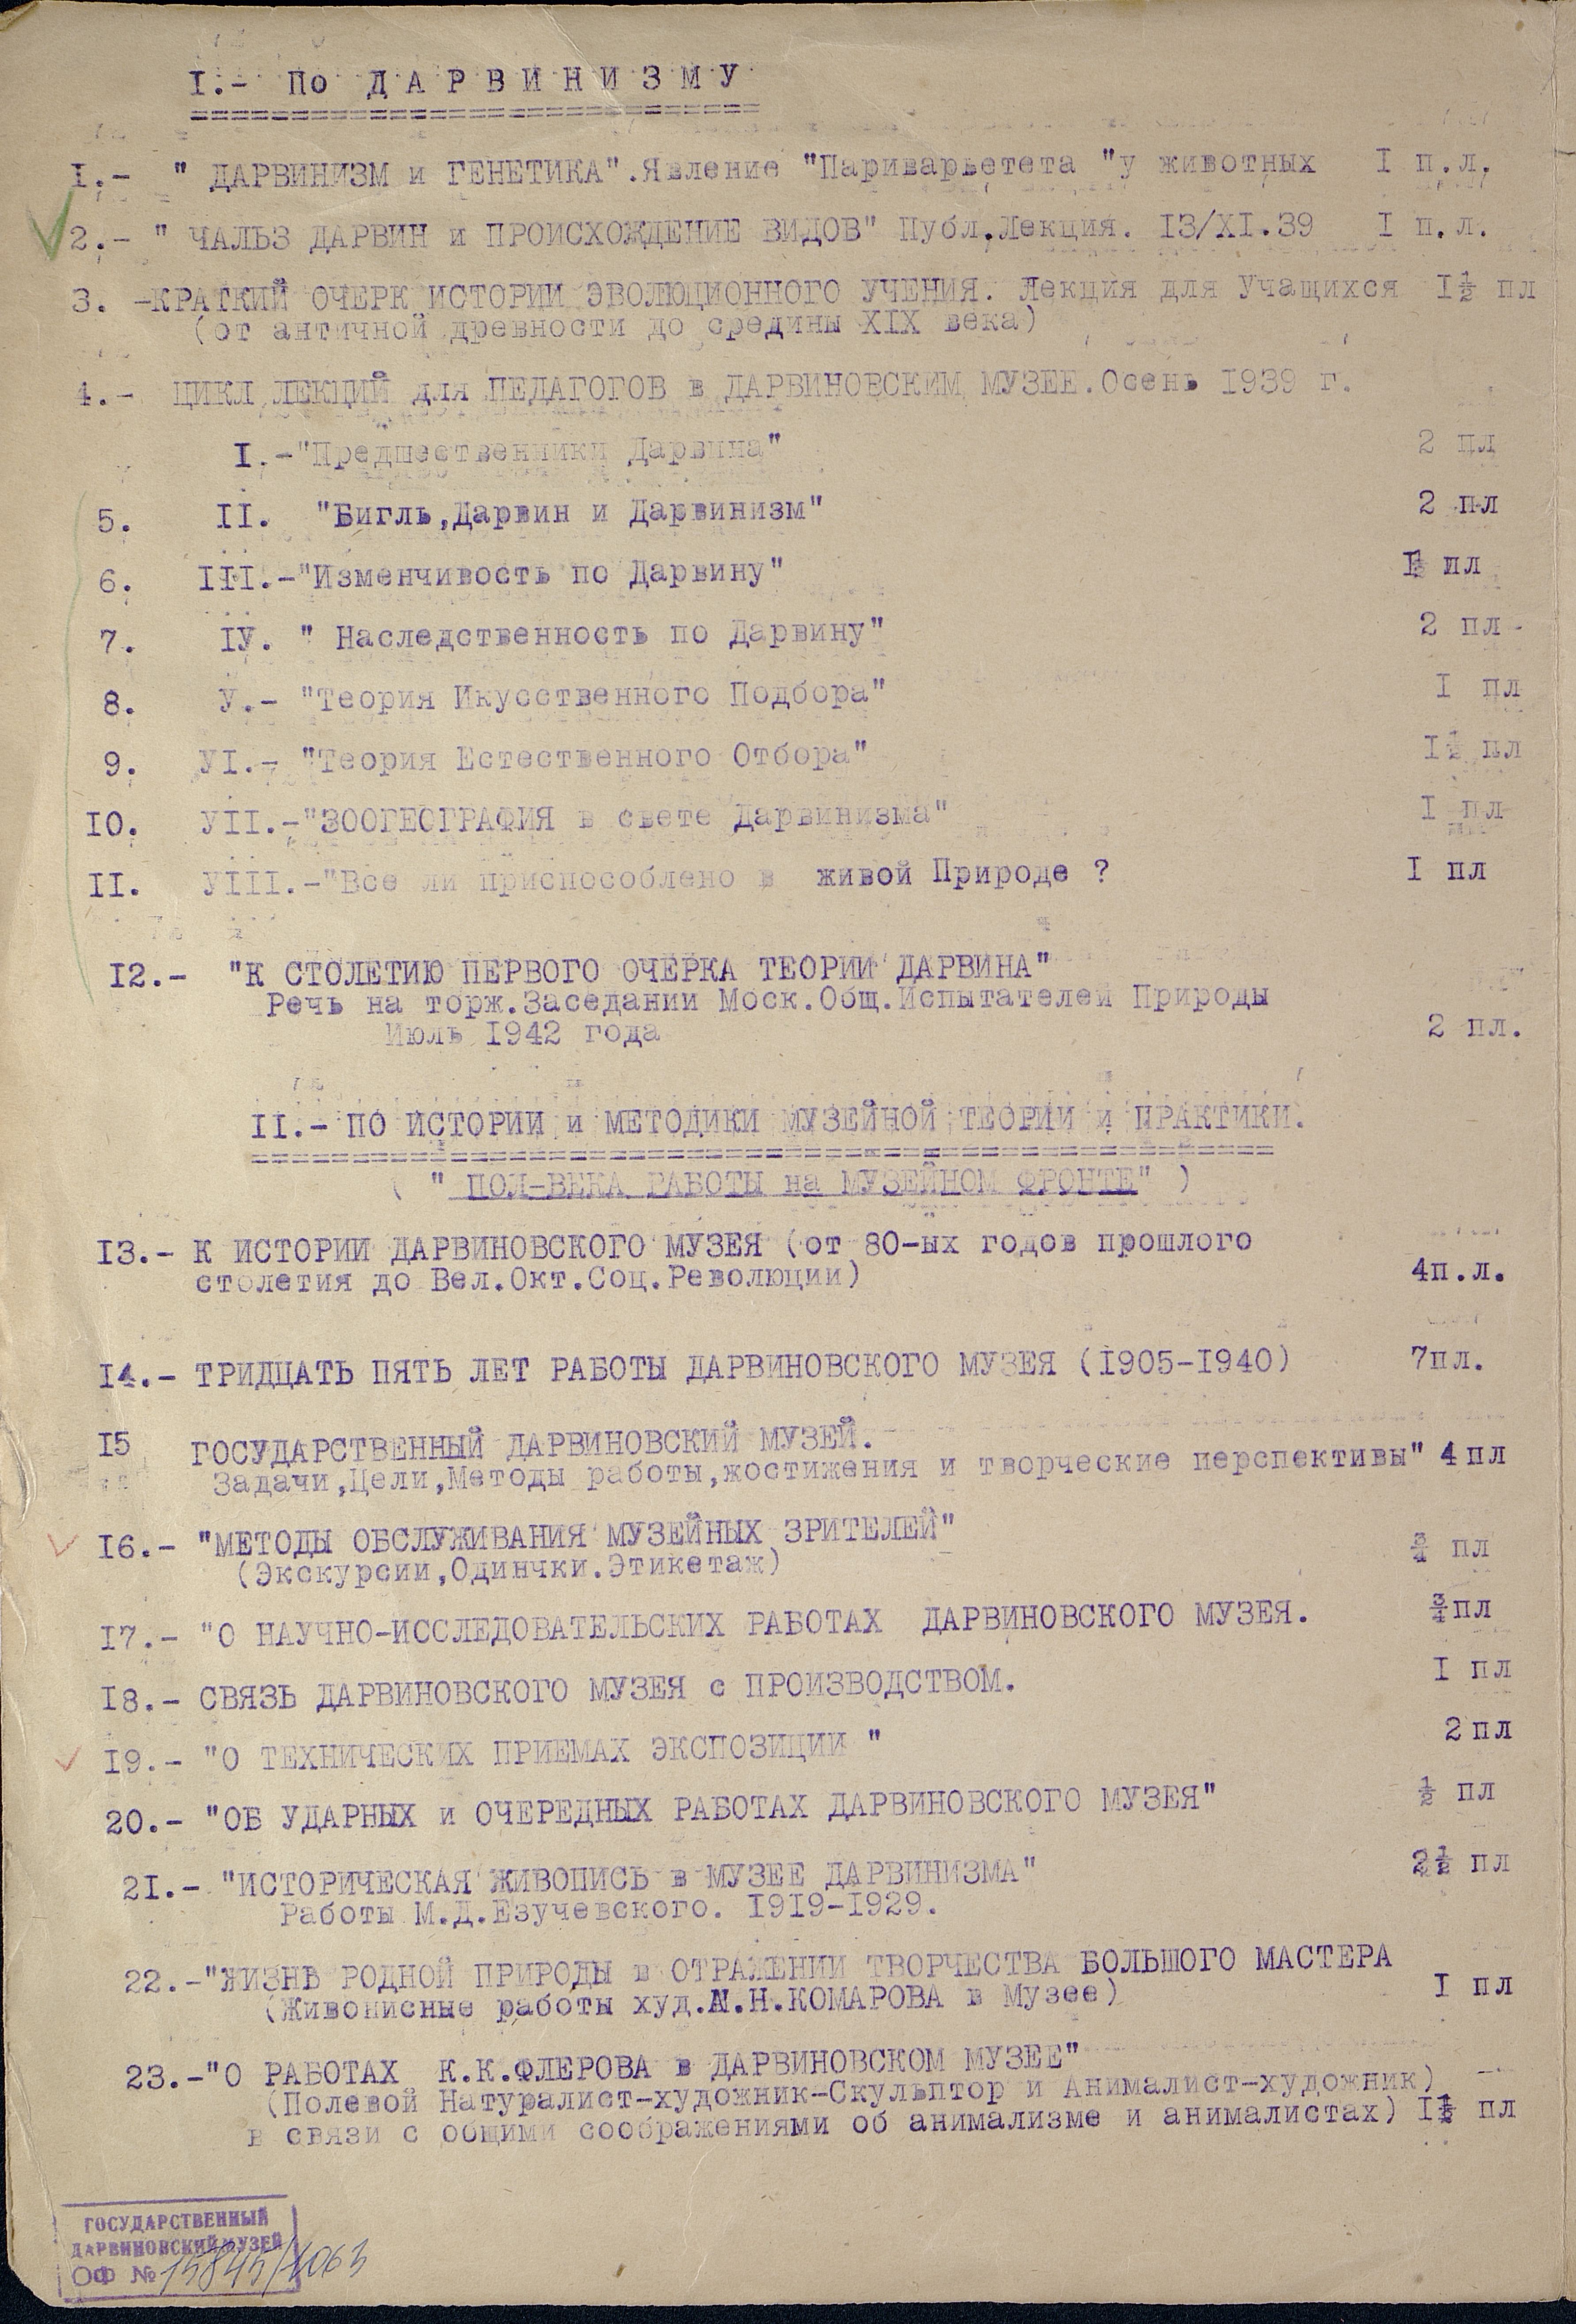 I.- По ДАРВИНИЗМУ
I.- " ДАРВИНИЗМ и ГЕНЕТИКА".Явление "Париварьетета "у животных I п.л.
2.- " ЧАЛЬЗ ДАРВИН и ПРОИСХОЖДЕНИЕ ВИДОВ" Публ.Лекция. I3/XI.39 I п.л.
3. -КРАТКИЙ ОЧЕРК ИСТОРИИ ЭВОЛЮЦИОННОГО УЧЕНИЯ. Лекция для Учащихся I½ пл
(от античной древности до средины XIX века)
4.- ЦИКЛ ЛЕКЦИЙ для ПЕДАГОГОВ в ДАРВИНОВСКИМ МУЗЕЕ.Осень I939 г.
I.-"Предшественники Дарвина" 2 пл
5. II. "Бигль,Дарвин и Дарвинизм" 2 пл
6. III.-"Изменчивость по Дарвину" I½ пл
7. IУ. " Наследственность по Дарвину" 2 пл-
8. У.- "Теория Икусственного Подбора" I пл
9. УI.- "Теория Естественного Отбора" I½ пл
IO. УII.-"ЗООГЕОГРАФИЯ в свете Дарвинизма" I пл
II. УIII.-"Все ли приспособлено в живой Природе ? I пл
I2.- "К СТОЛЕТИЮ ПЕРВОГО ОЧЕРКА ТЕОРИИ ДАРВИНА"
Речь на торж.Заседании Моск.Общ.Испытателей Природы
Июль I942 года 2 пл.
II.- ПО ИСТОРИИ и МЕТОДИКИ МУЗЕЙНОЙ ТЕОРИИ и ПРАКТИКИ.
( " ПОЛ-ВЕКА РАБОТЫ на МУЗЕЙНОМ ФРОНТЕ" )
I3.- К ИСТОРИИ ДАРВИНОВСКОГО МУЗЕЯ (от 80-ых годов прошлого
столетия до Вел.Окт.Соц.Революции) 4п.л.
I4.- ТРИДЦАТЬ ПЯТЬ ЛЕТ РАБОТЫ ДАРВИНОВСКОГО МУЗЕЯ (I905-I940) 7пл.
I5 ГОСУДАРСТВЕННЫЙ ДАРВИНОВСКИЙ МУЗЕЙ.
Задачи,Цели,Методы работы,жостижения и творческие перспективы" 4пл
I6.- "МЕТОДЫ ОБСЛУЖИВАНИЯ МУЗЕЙНЫХ ЗРИТЕЛЕЙ"
(Экскурсии,Одинчки.Этикетаж) ¾ пл
I7.- "О НАУЧНО-ИССЛЕДОВАТЕЛЬСКИХ РАБОТАХ ДАРВИНОВСКОГО МУЗЕЯ. ¾пл
I8.- СВЯЗЬ ДАРВИНОВСКОГО МУЗЕЯ с ПРОИЗВОДСТВОМ. I пл
I9.- "О ТЕХНИЧЕСКИХ ПРИЕМАХ ЭКСПОЗИЦИИ " 2пл
20.- "ОБ УДАРНЫХ и ОЧЕРЕДНЫХ РАБОТАХ ДАРВИНОВСКОГО МУЗЕЯ" ½ пл
2I.- "ИСТОРИЧЕСКАЯ ЖИВОПИСЬ в МУЗЕЕ ДАРВИНИЗМА" 2½ пл
Работы М.Д.Езучевского. I9I9-I929.
22.-"ЖИЗНЬ РОДНОЙ ПРИРОДЫ в ОТРАЖЕНИИ ТВОРЧЕСТВА БОЛЬШОГО МАСТЕРА
(Живописные работы худ.А.Н.КОМАРОВА в Музее) I пл
23.-"О РАБОТАХ К.К.ФЛЕРОВА в ДАРВИНОВСКОМ МУЗЕЕ"
(Полевой Натуралист-художник-Скульптор и Анималист-художник)
в связи с общими соображениями об анимализме и анималистах) I½ пл
ГОСУДАРСТВЕННЫЙ
ДАРВИНОВСКИЙ МУЗЕЙ
ОФ № 15845/1063